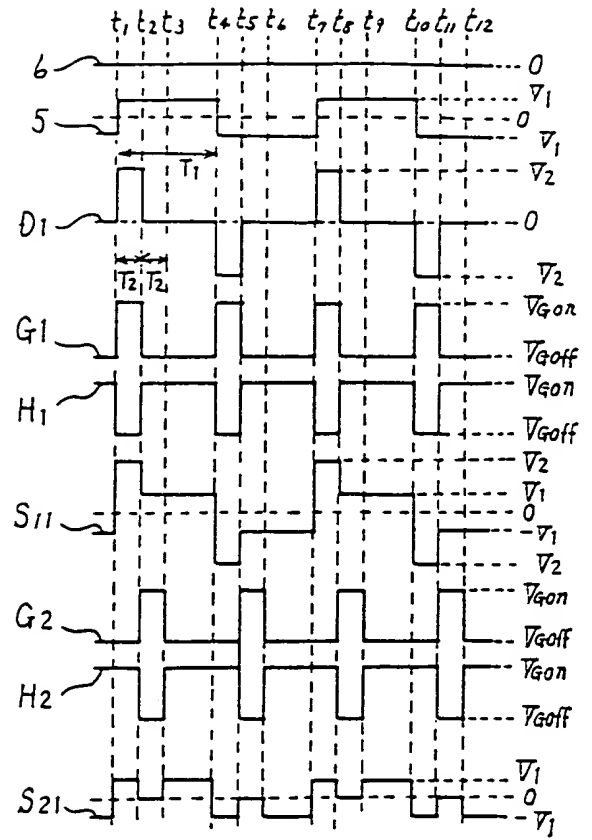 t1 t2 t3 t4 t5 t6 t7 t8 t9 t10 t11 t12
6 0
V1
5 0
V1
T1
V2
D1 0
T2 T2 V2
VGon
G1 VGoff
H1 VGon
VGoff
V2
V1
0
S11 -V1
V2
VGon
G2 VGoff
H2 VGon
VGoff
V1
0
S21 -V1